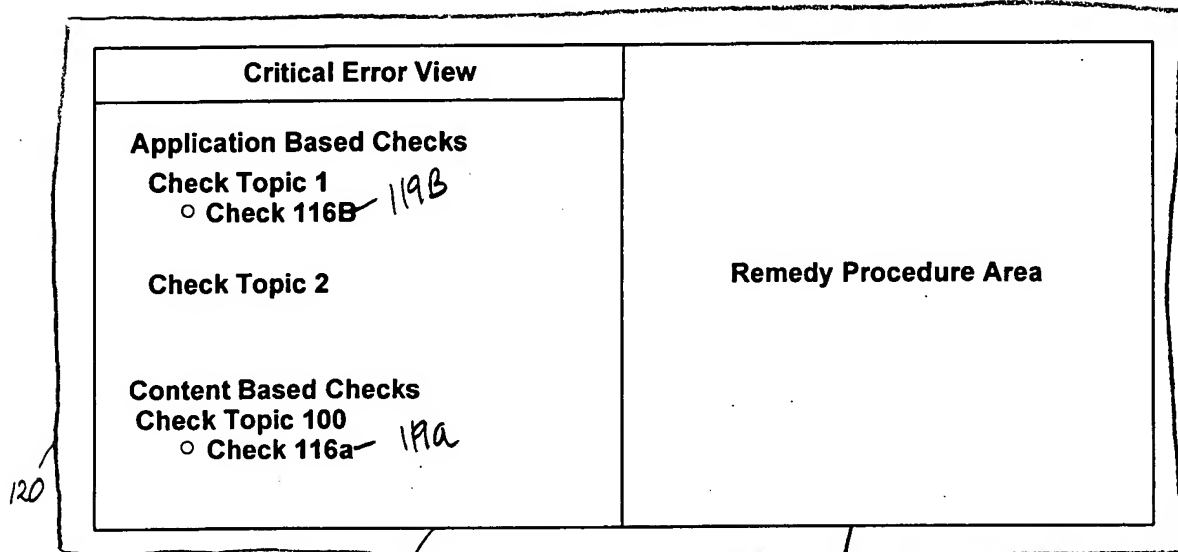 Critical Error View
Application Based Checks
Check Topic 1
○ Check 116B 119B
Check Topic 2
Remedy Procedure Area
Content Based Checks
Check Topic 100
○ Check 116a 119a
120